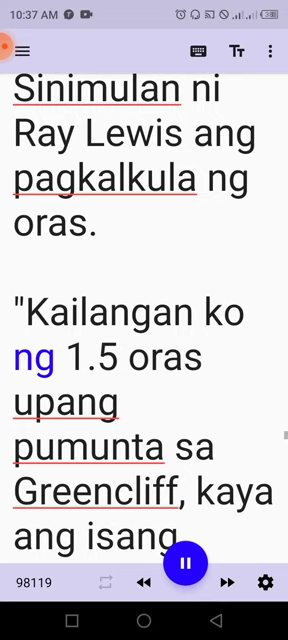 10:37 AM
Tт
Sinimulan ni
Ray Lewis ang
pagkalkula ng
oras.
"Kailangan ko
ng 1.5 oras
upang
pumunta sa
Greencliff, kaya
ang isang
98119